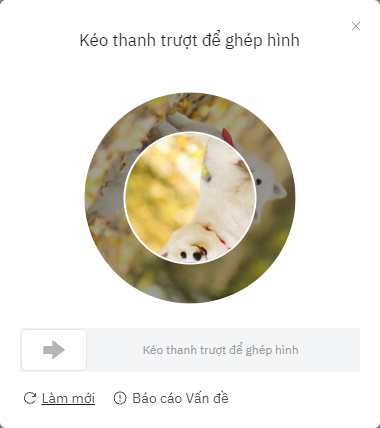 Kéo thanh trượt để ghép hình
Kéo thanh trượt để ghép hình
Làm mới
Báo cáo Vấn đề